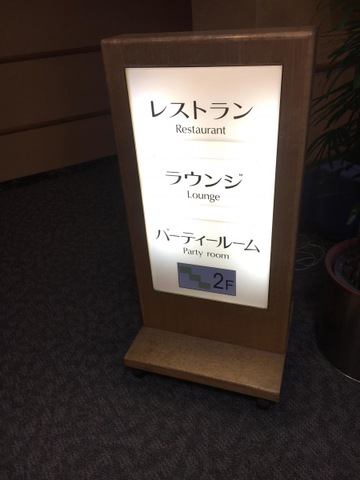 レストラン
Restaurant
ラウンジ
Lounge
パーティールーム
Party room
2F